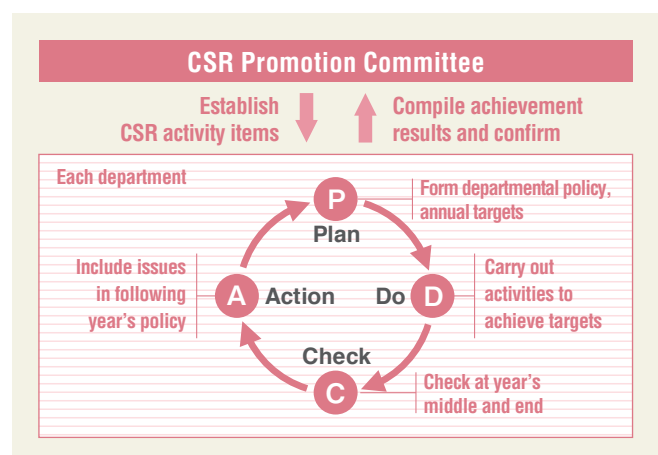 CSR Promotion Committee
Establish
CSR activity items
Compile achievement
results and confirm
Each department
P
Plan
Form departmental policy,
annual targets
Include issues
in following
year's policy
A
Action
Do
D
Carry out
activities to
achieve targets
Check
C
Check at year's
middle and end